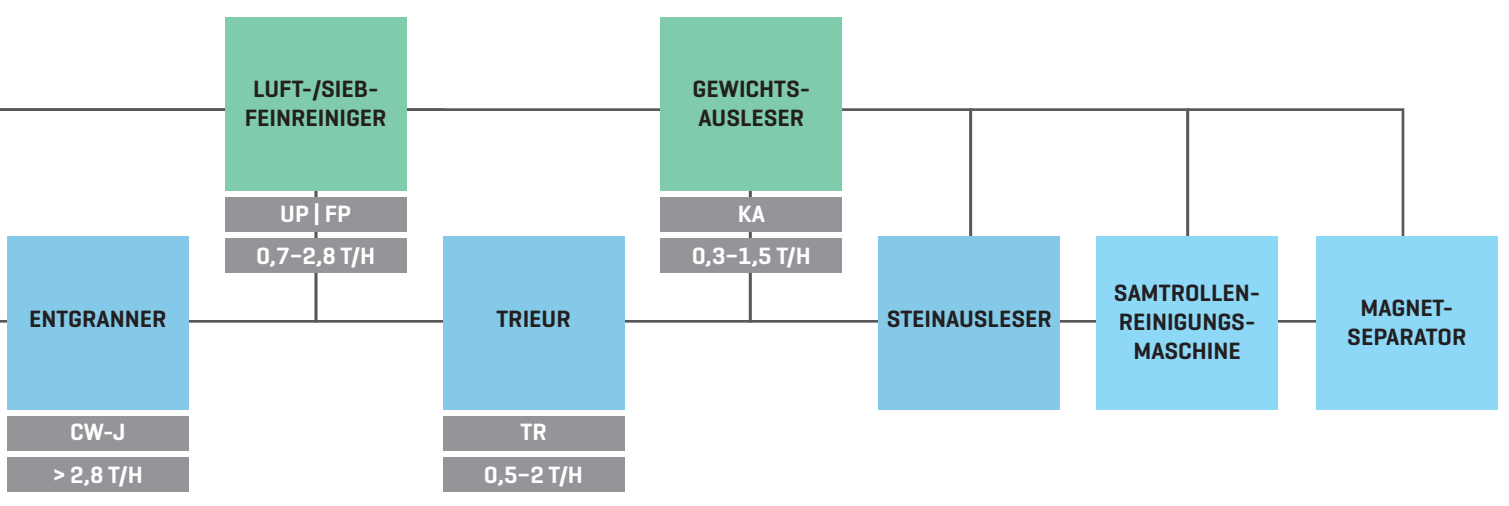 LUFT-/SIEB-
FEINREINIGER
UP | FP
0,7–2,8 T/H
GEWICHTS-
AUSLESER
KA
0,3–1,5 T/H
ENTGRANNER
CW-J
> 2,8 T/H
TRIEUR
TR
0,5–2 T/H
STEINAUSLESER
SAMTROLLEN-
REINIGUNGS-
MASCHINE
MAGNET-
SEPARATOR